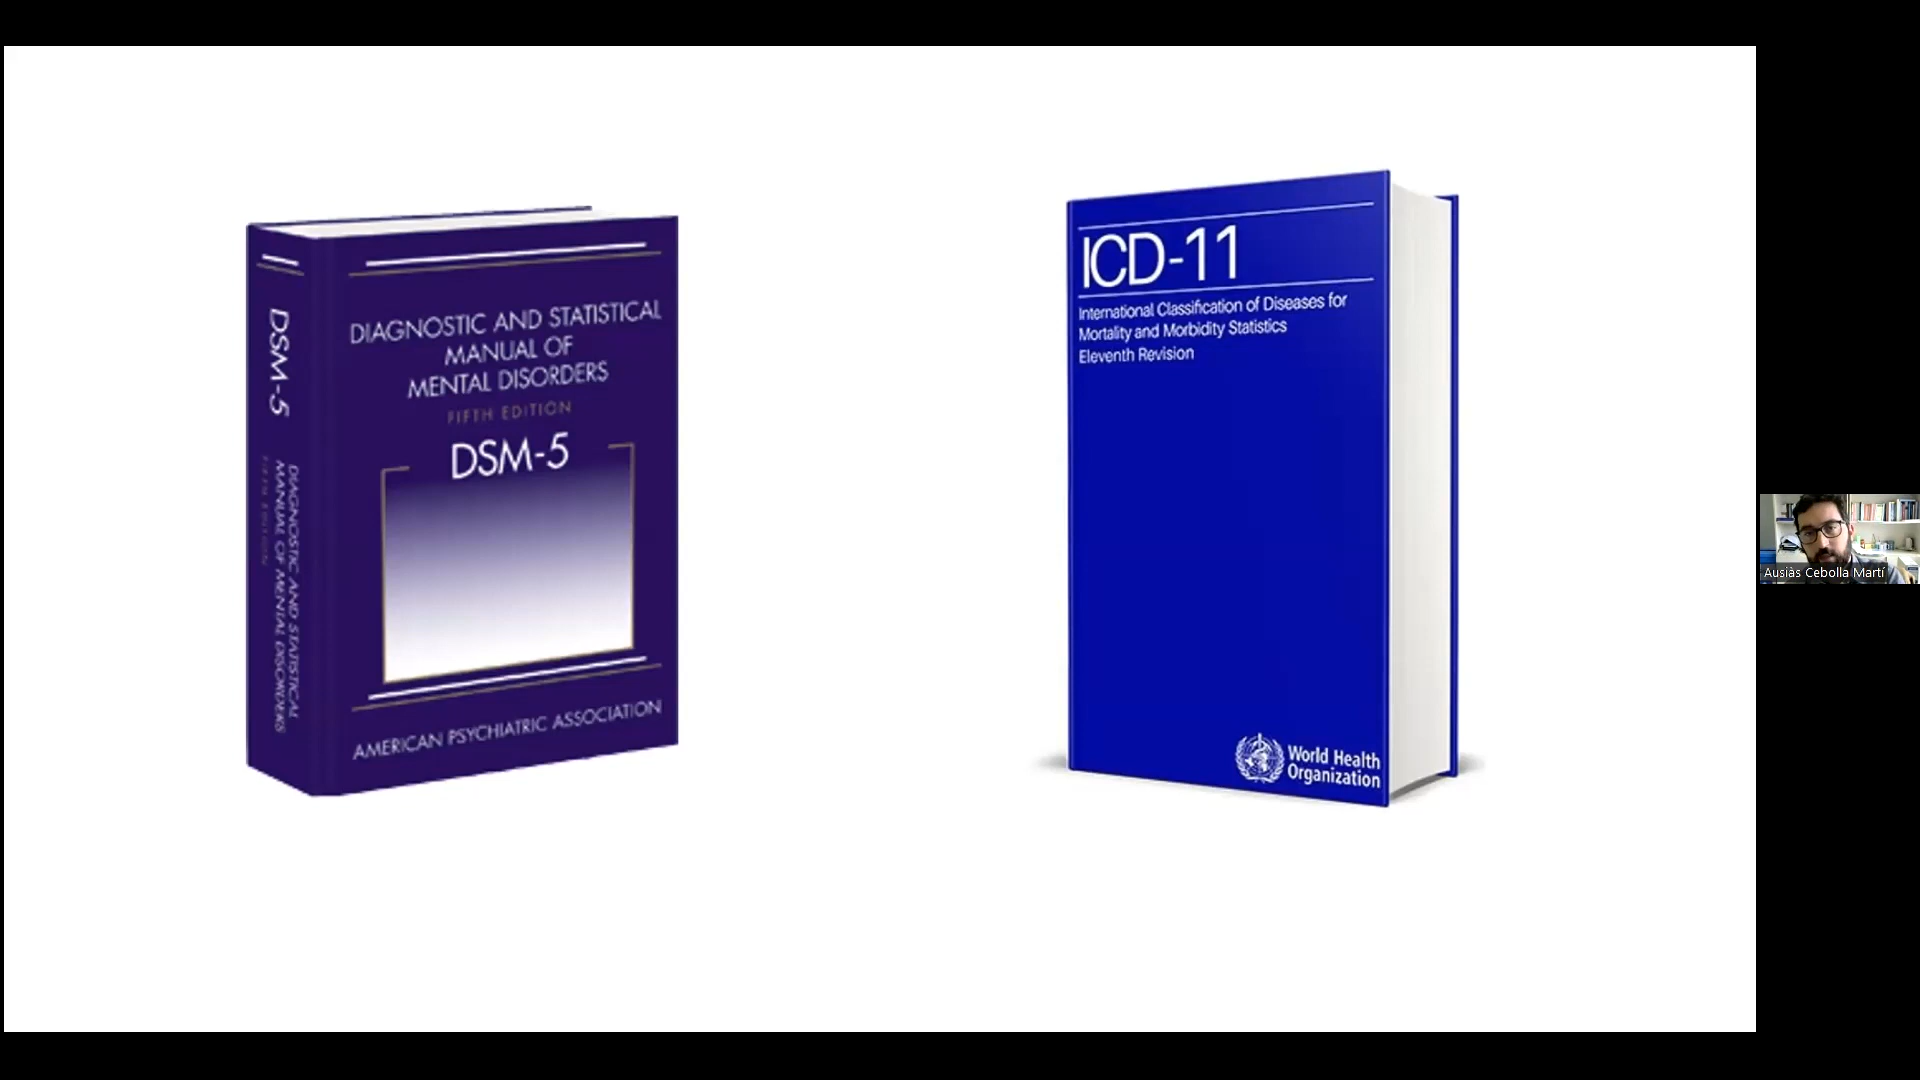 DSM-5
DIAGNOSTIC AND STATISTICAL
MANUAL OF MENTAL DISORDERS
FIFTH EDITION
DIAGNOSTIC AND STATISTICAL
MANUAL OF
MENTAL DISORDERS
FIFTH EDITION
DSM-5
AMERICAN PSYCHIATRIC ASSOCIATION
ICD-11
International Classification of Diseases for
Mortality and Morbidity Statistics
Eleventh Revision
World Health
Organization
Ausiàs Cebolla Martí